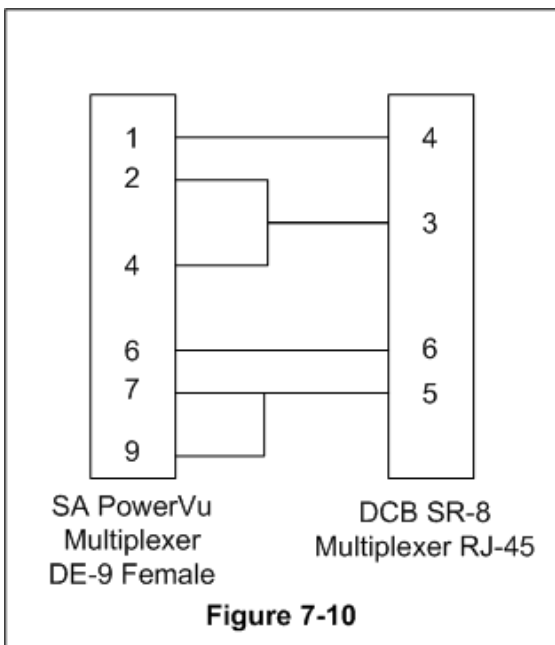 1 4
2
3
4
6 6
7 5
9
SA PowerVu
Multiplexer
DE-9 Female
DCB SR-8
Multiplexer RJ-45
Figure 7-10